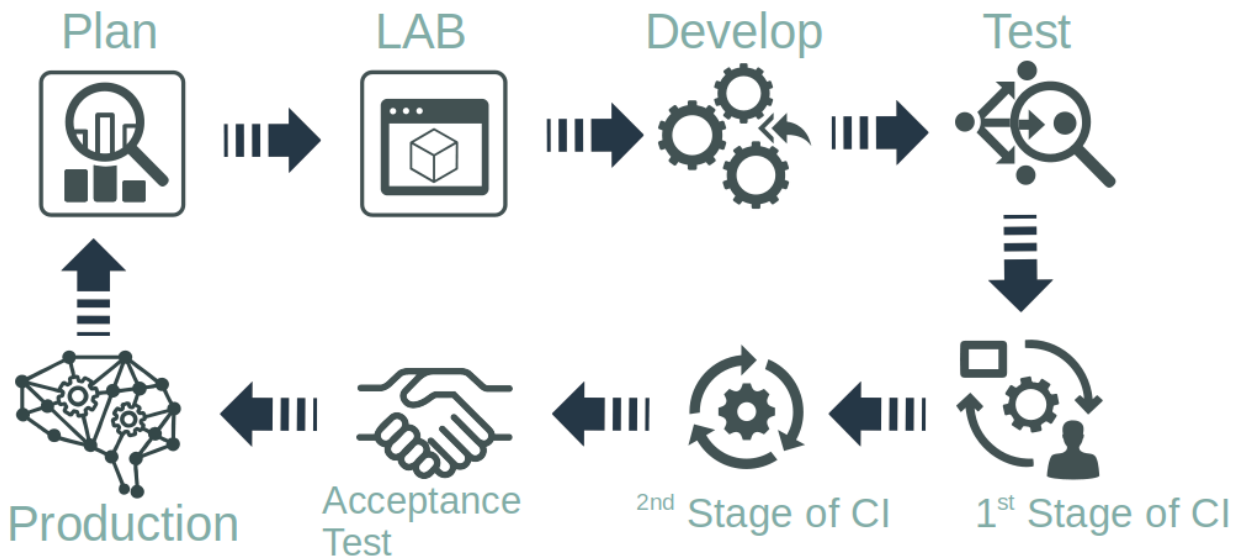 Plan
LAB
Develop
Test
Production
Acceptance
Test
2nd Stage of CI
1st Stage of CI